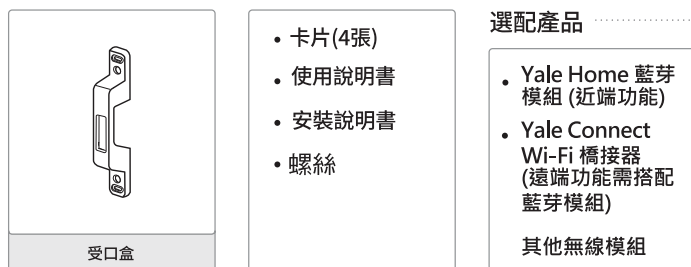 受口盒
• 卡片(4張)
• 使用說明書
• 安裝說明書
• 螺絲
選配產品
• Yale Home 藍芽
模組 (近端功能)
• Yale Connect
Wi-Fi 橋接器
(遠端功能需搭配
藍芽模組)
其他無線模組